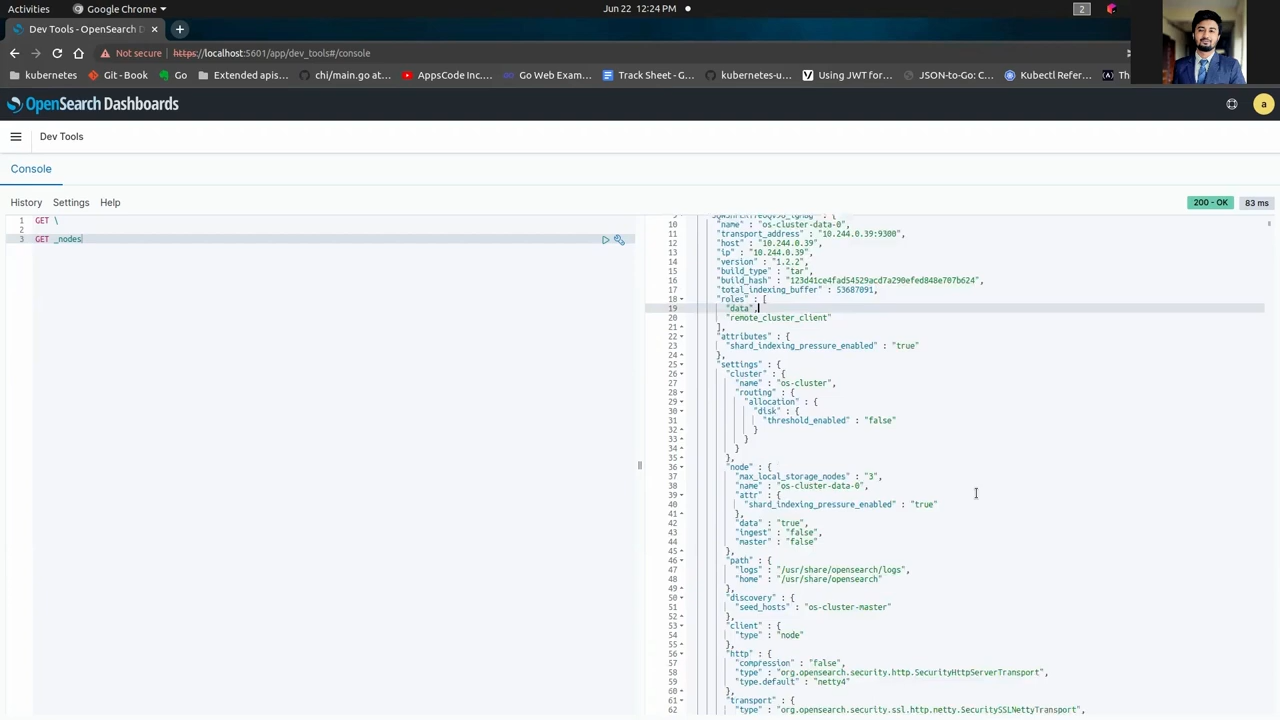 Activities Google Chrome Jun 22 12:24 PM 2
Dev Tools - OpenSearch D
Not secure https://localhost:5601/app/dev_tools#/console
kubernetes Git - Book Go Extended apis... chi/main.go at... AppsCode Inc... Go Web Exam... Track Sheet - G... kubernetes-u... Using JWT for... JSON-to-Go: C... Kubectl Refer... Th
OpenSearch Dashboards a
Dev Tools
Console
History Settings Help 200 - OK 83 ms
1 GET \
2
3 GET _nodes
10 "name" : "os-cluster-data-0",
11 "transport_address" : "10.244.0.39:9300",
12 "host" : "10.244.0.39",
13 "ip" : "10.244.0.39",
14 "version" : "1.2.2",
15 "build_type" : "tar",
16 "build_hash" : "123d41ce4fad54529acd7a290efed848e707b624",
17 "total_indexing_buffer" : 53687091,
18 "roles" : [
19 "data",
20 "remote_cluster_client"
21 ],
22 "attributes" : {
23 "shard_indexing_pressure_enabled" : "true"
24 },
25 "settings" : {
26 "cluster" : {
27 "name" : "os-cluster",
28 "routing" : {
29 "allocation" : {
30 "disk" : {
31 "threshold_enabled" : "false"
32 }
33 }
34 }
35 },
36 "node" : {
37 "max_local_storage_nodes" : "3",
38 "name" : "os-cluster-data-0",
39 "attr" : {
40 "shard_indexing_pressure_enabled" : "true"
41 },
42 "data" : "true",
43 "ingest" : "false",
44 "master" : "false"
45 },
46 "path" : {
47 "logs" : "/usr/share/opensearch/logs",
48 "home" : "/usr/share/opensearch"
49 },
50 "discovery" : {
51 "seed_hosts" : "os-cluster-master"
52 },
53 "client" : {
54 "type" : "node"
55 },
56 "http" : {
57 "compression" : "false",
58 "type" : "org.opensearch.security.http.SecurityHttpServerTransport",
59 "type.default" : "netty4"
60 },
61 "transport" : {
62 "type" : "org.opensearch.security.ssl.http.netty.SecuritySSLNettyTransport",